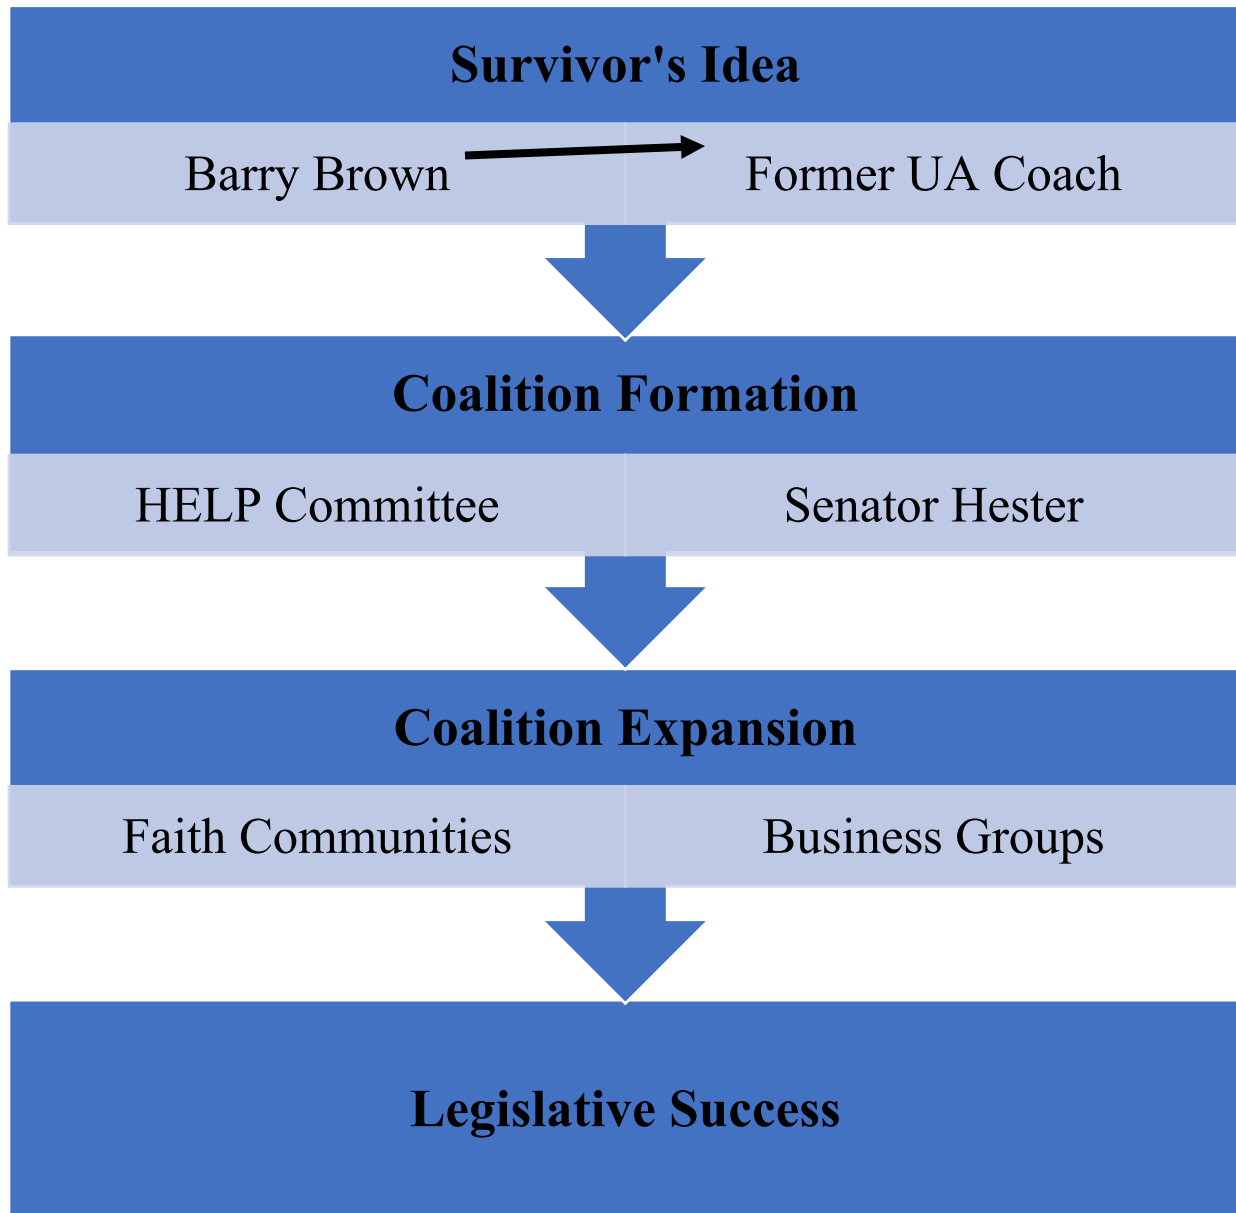 Survivor's Idea
Barry Brown
Former UA Coach
Coalition Formation
HELP Committee
Senator Hester
Coalition Expansion
Faith Communities
Business Groups
Legislative Success